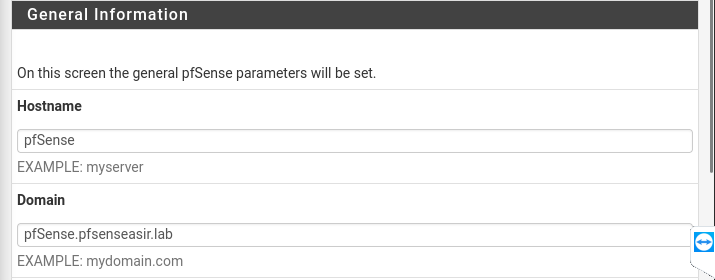 General Information
On this screen the general pfSense parameters will be set.
Hostname
pfSense
EXAMPLE: myserver
Domain
pfSense.pfsenseasir.lab
EXAMPLE: mydomain.com